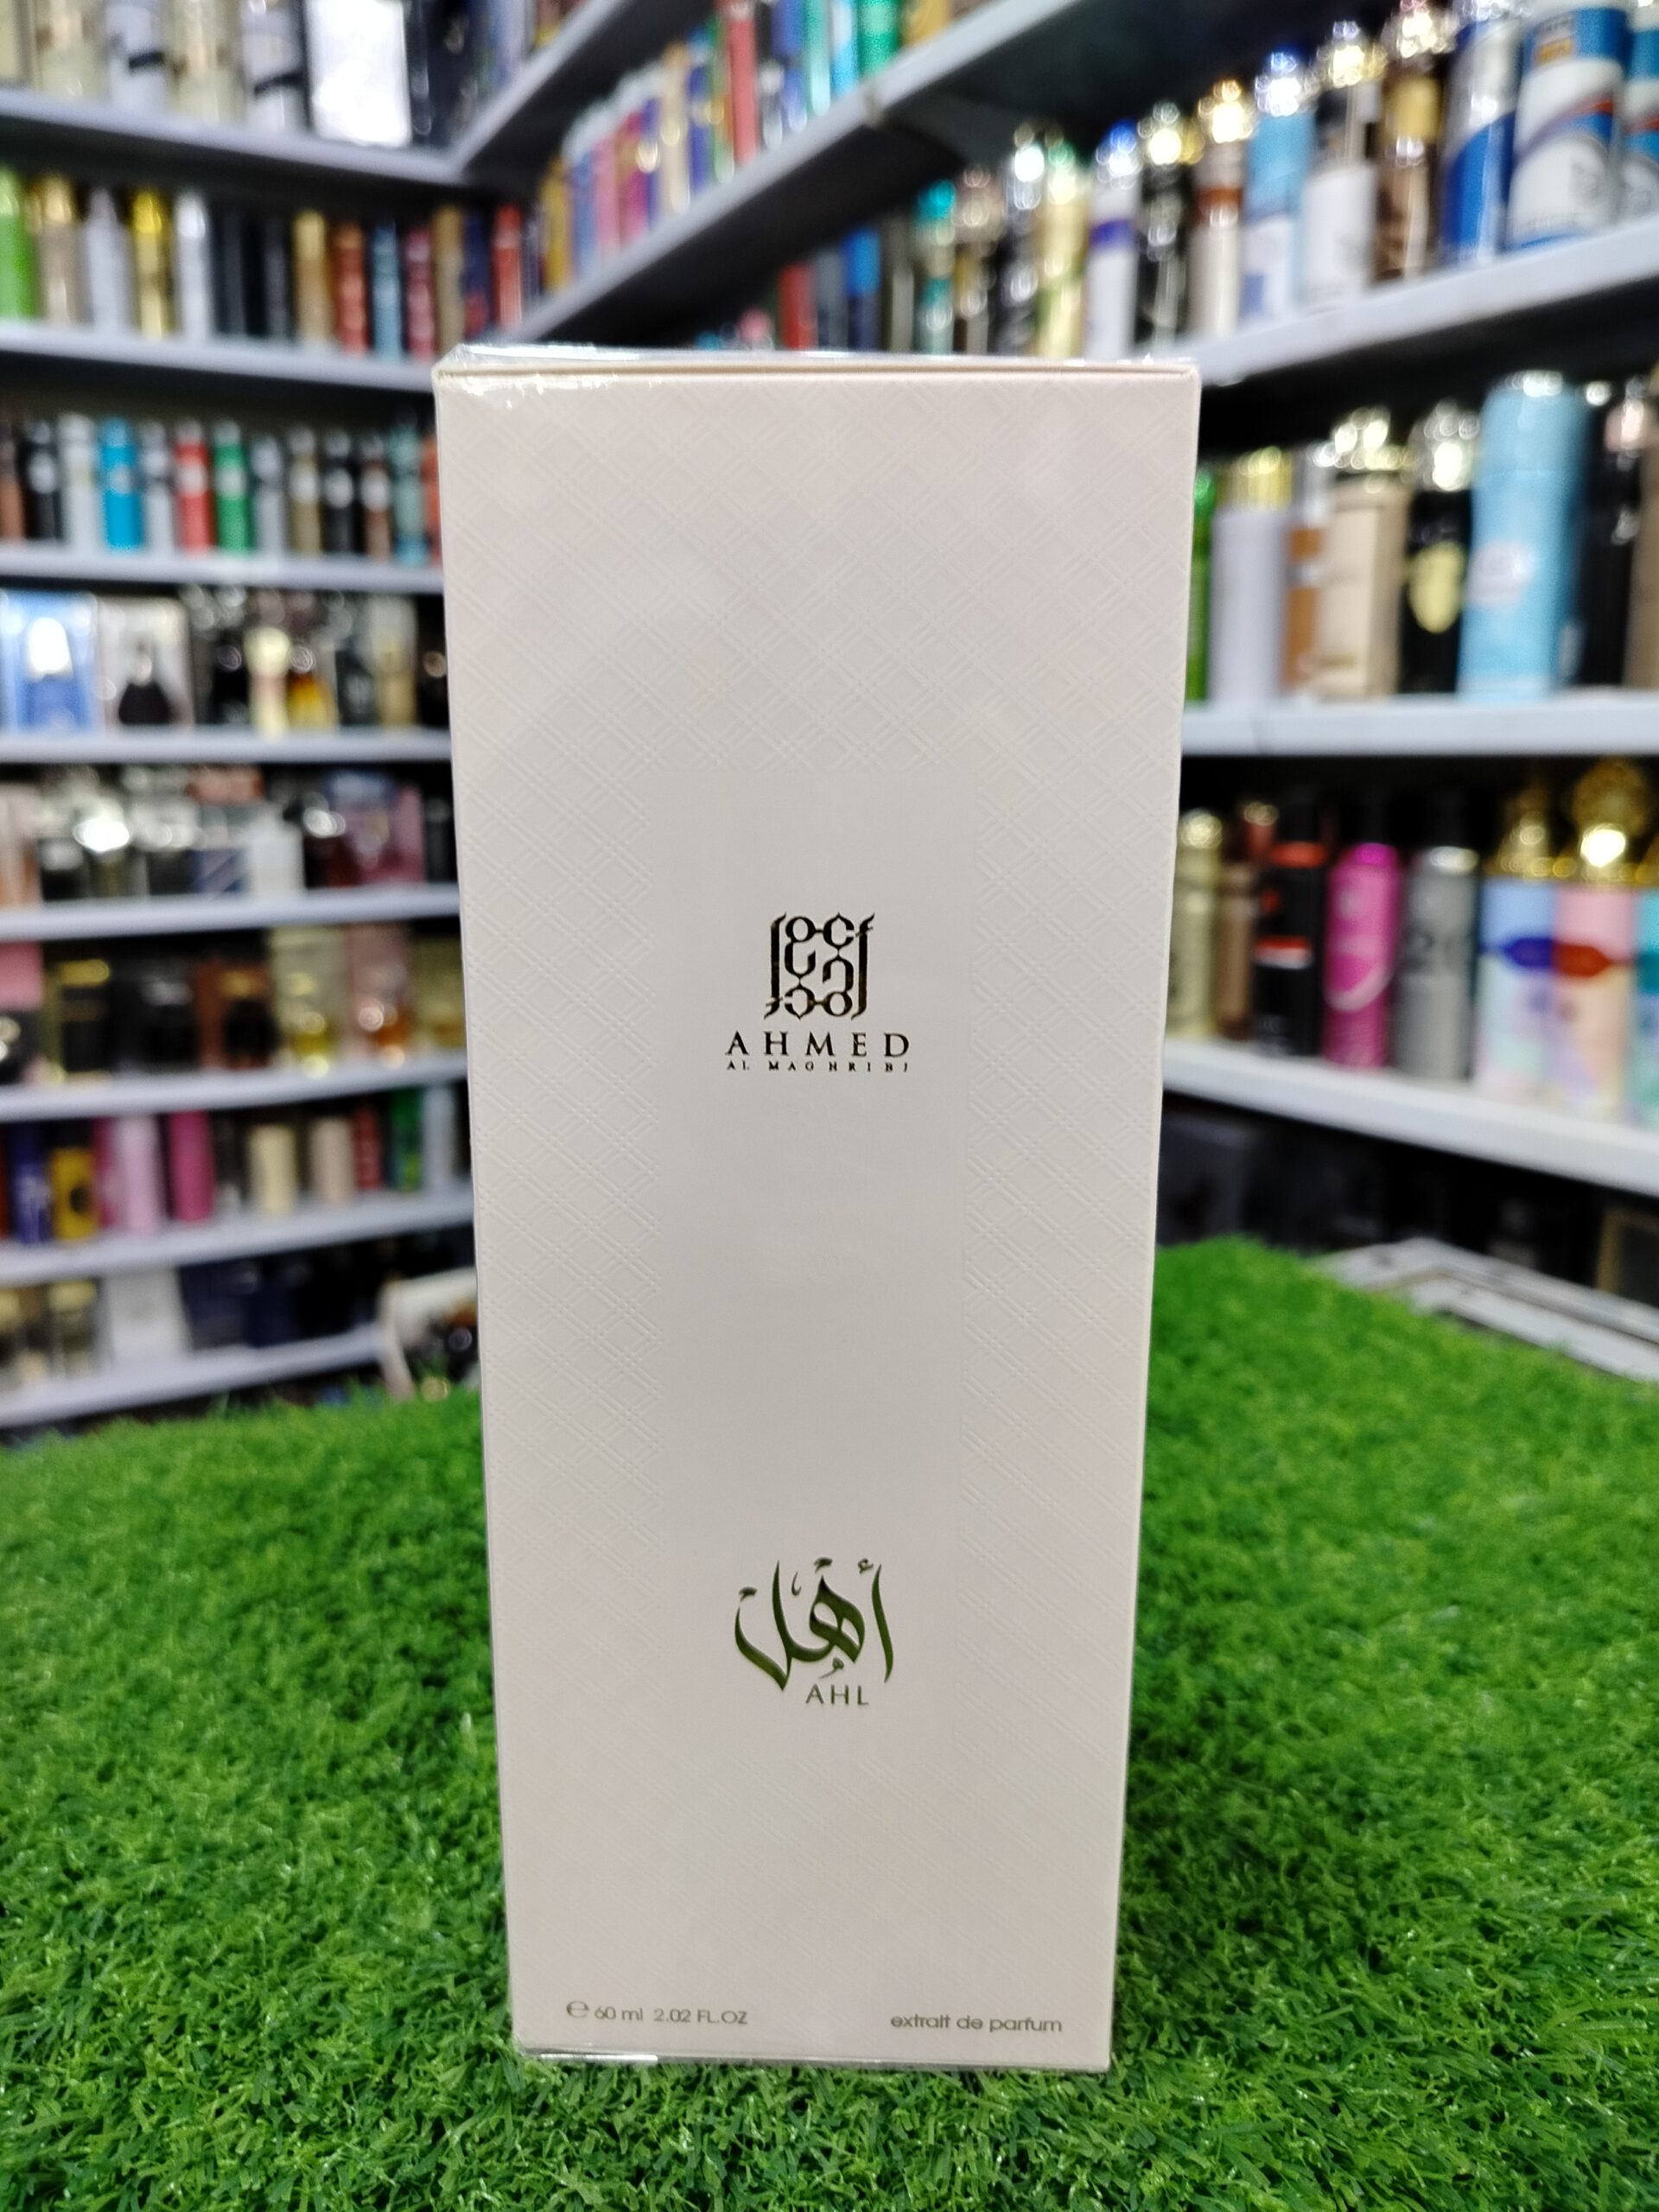 AHMED
AL MAGHRIBI
أهل
AHL
℮ 60 ml 2.02 FL.OZ
extrait de parfum